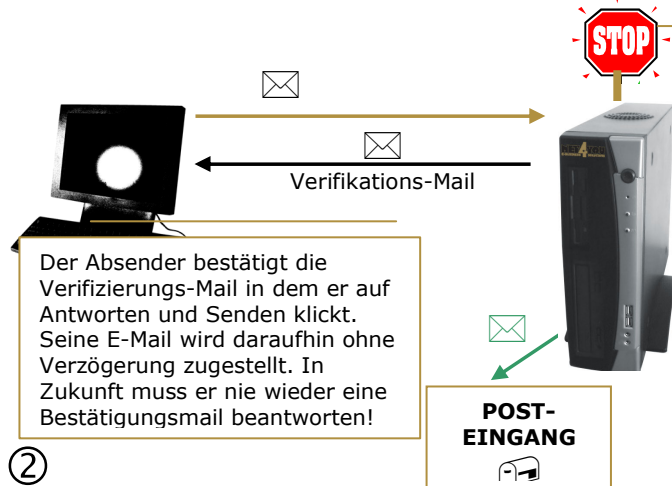 STOP
Verifikations-Mail
Der Absender bestätigt die
Verifizierungs-Mail in dem er auf
Antworten und Senden klickt.
Seine E-Mail wird daraufhin ohne
Verzögerung zugestellt. In
Zukunft muss er nie wieder eine
Bestätigungsmail beantworten!
POST-
EINGANG
②